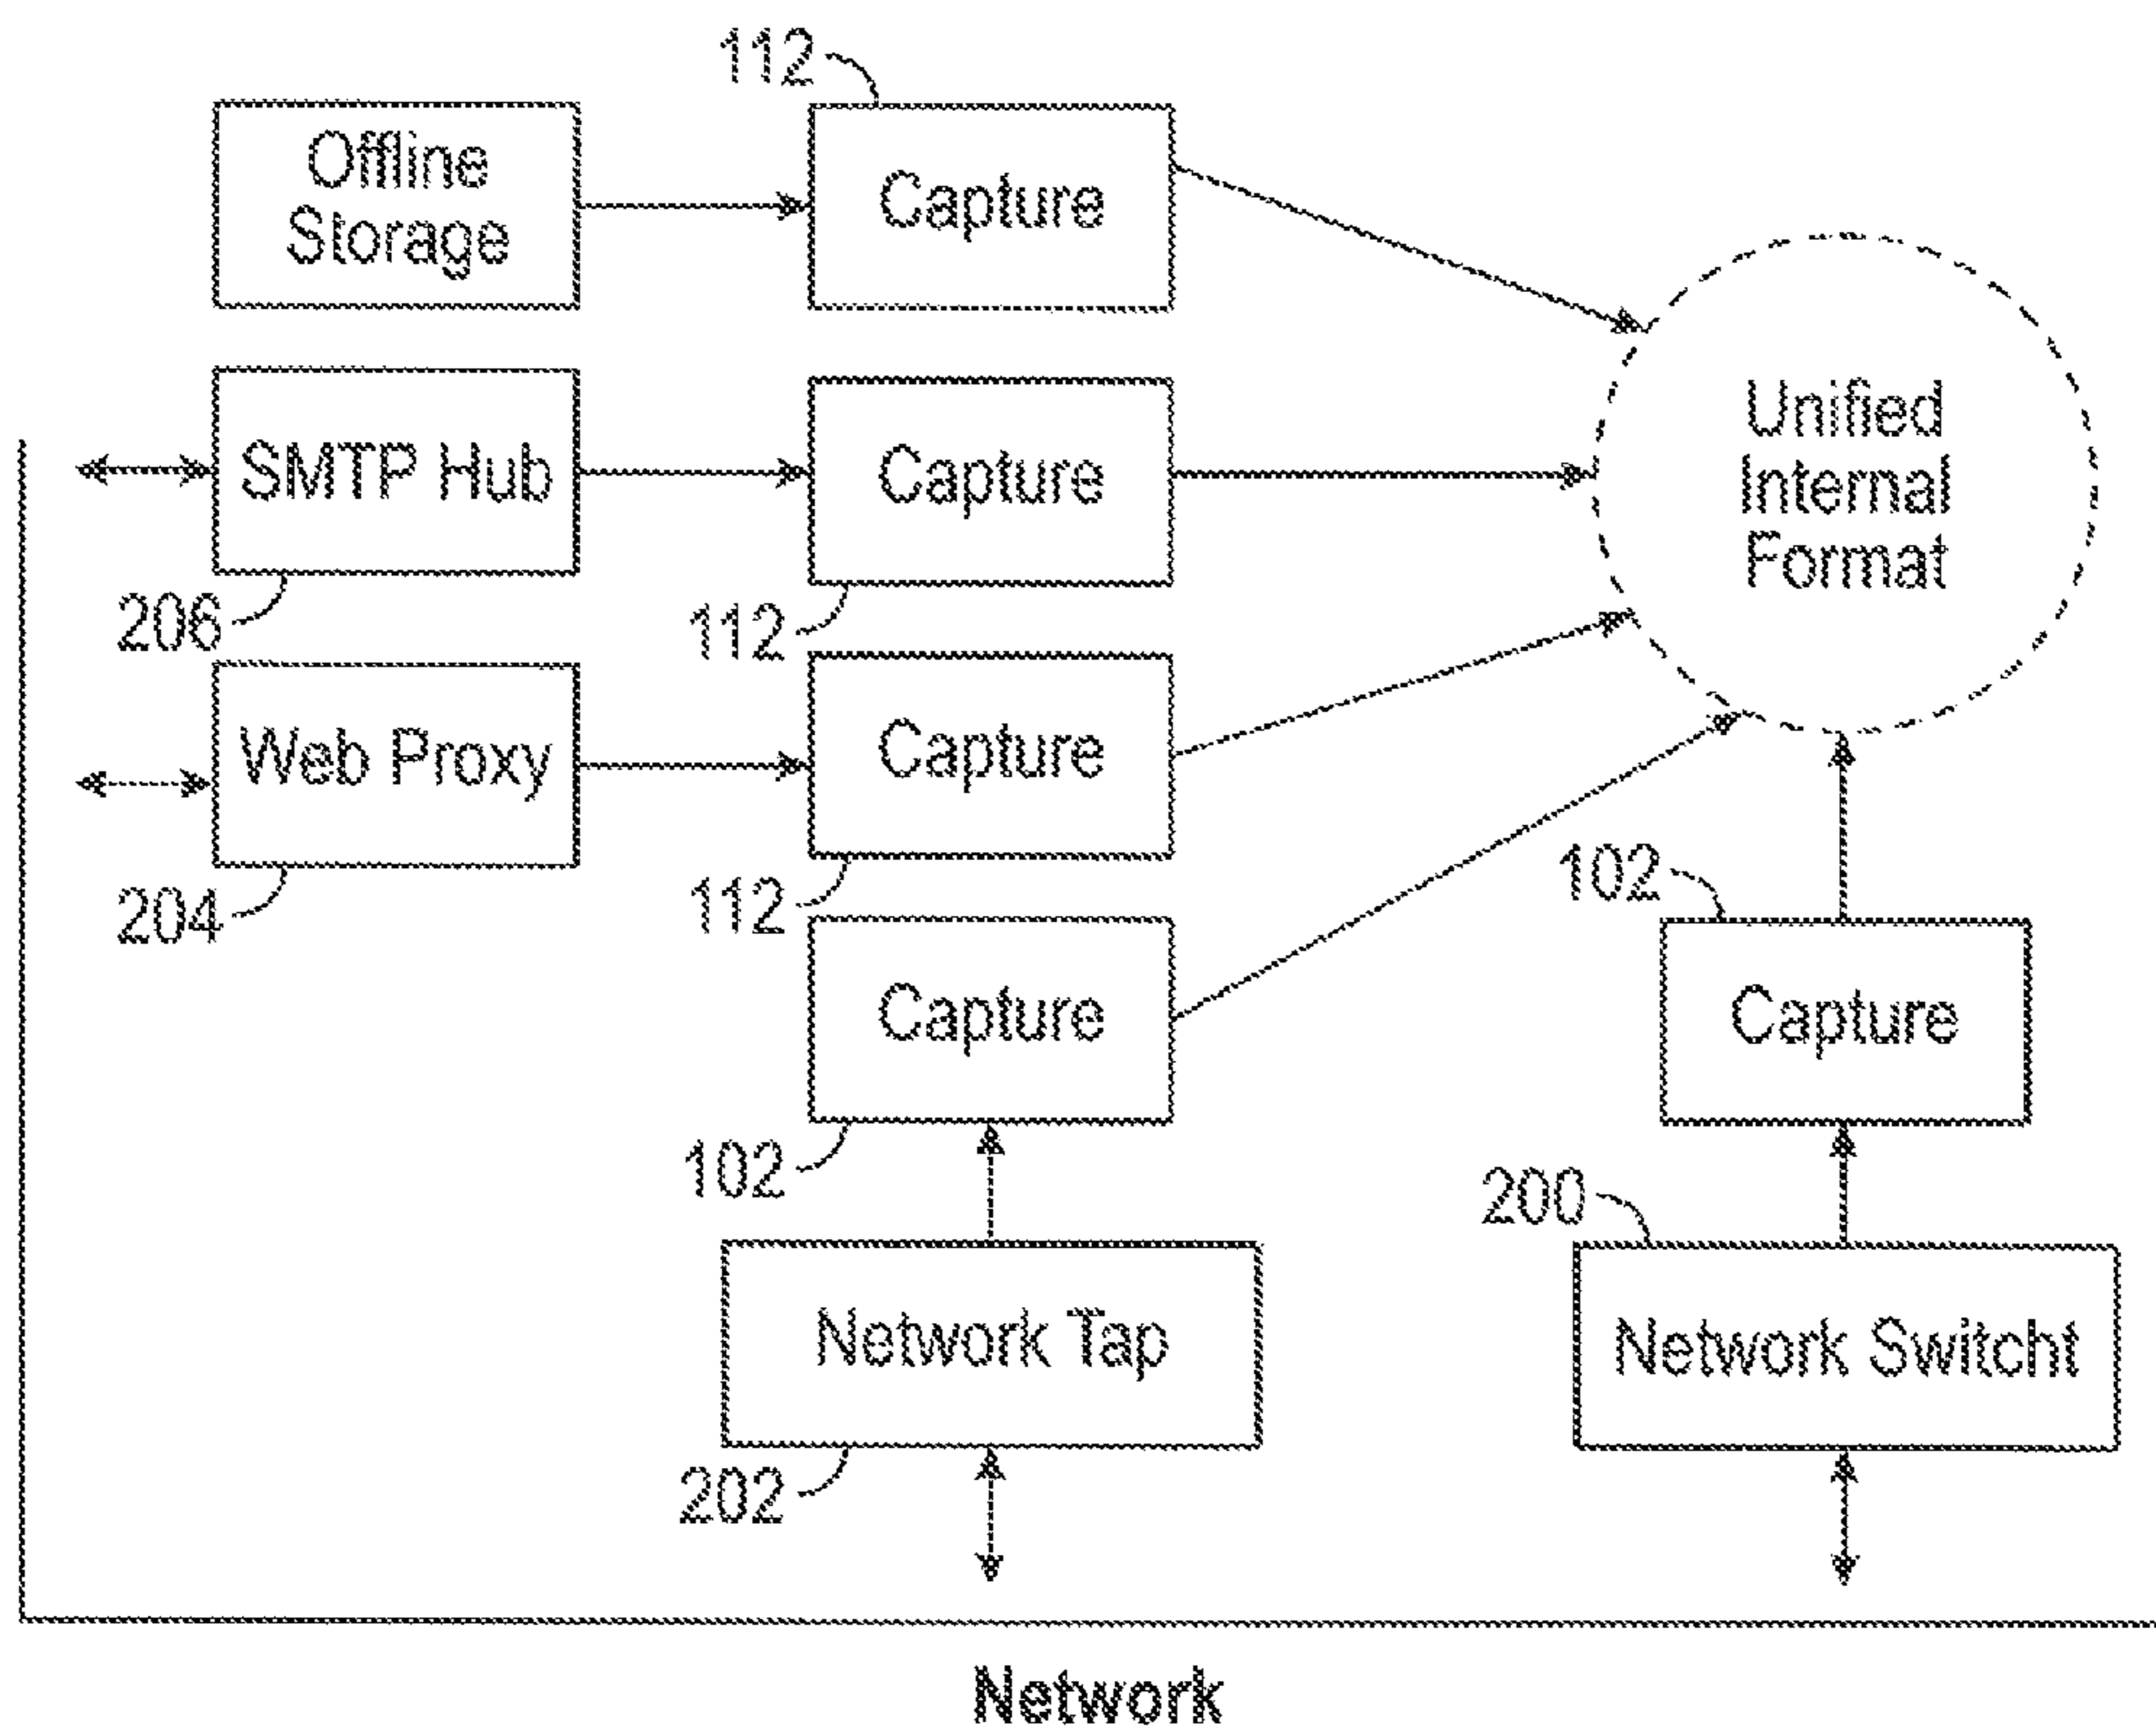 112
Offline
Storage
Capture
SMTP Hub
Capture
Unified
Internal
Format
206
112
Web Proxy
Capture
204
112
102
Capture
Capture
102
200
Network Tap
Network Switcht
202
Network